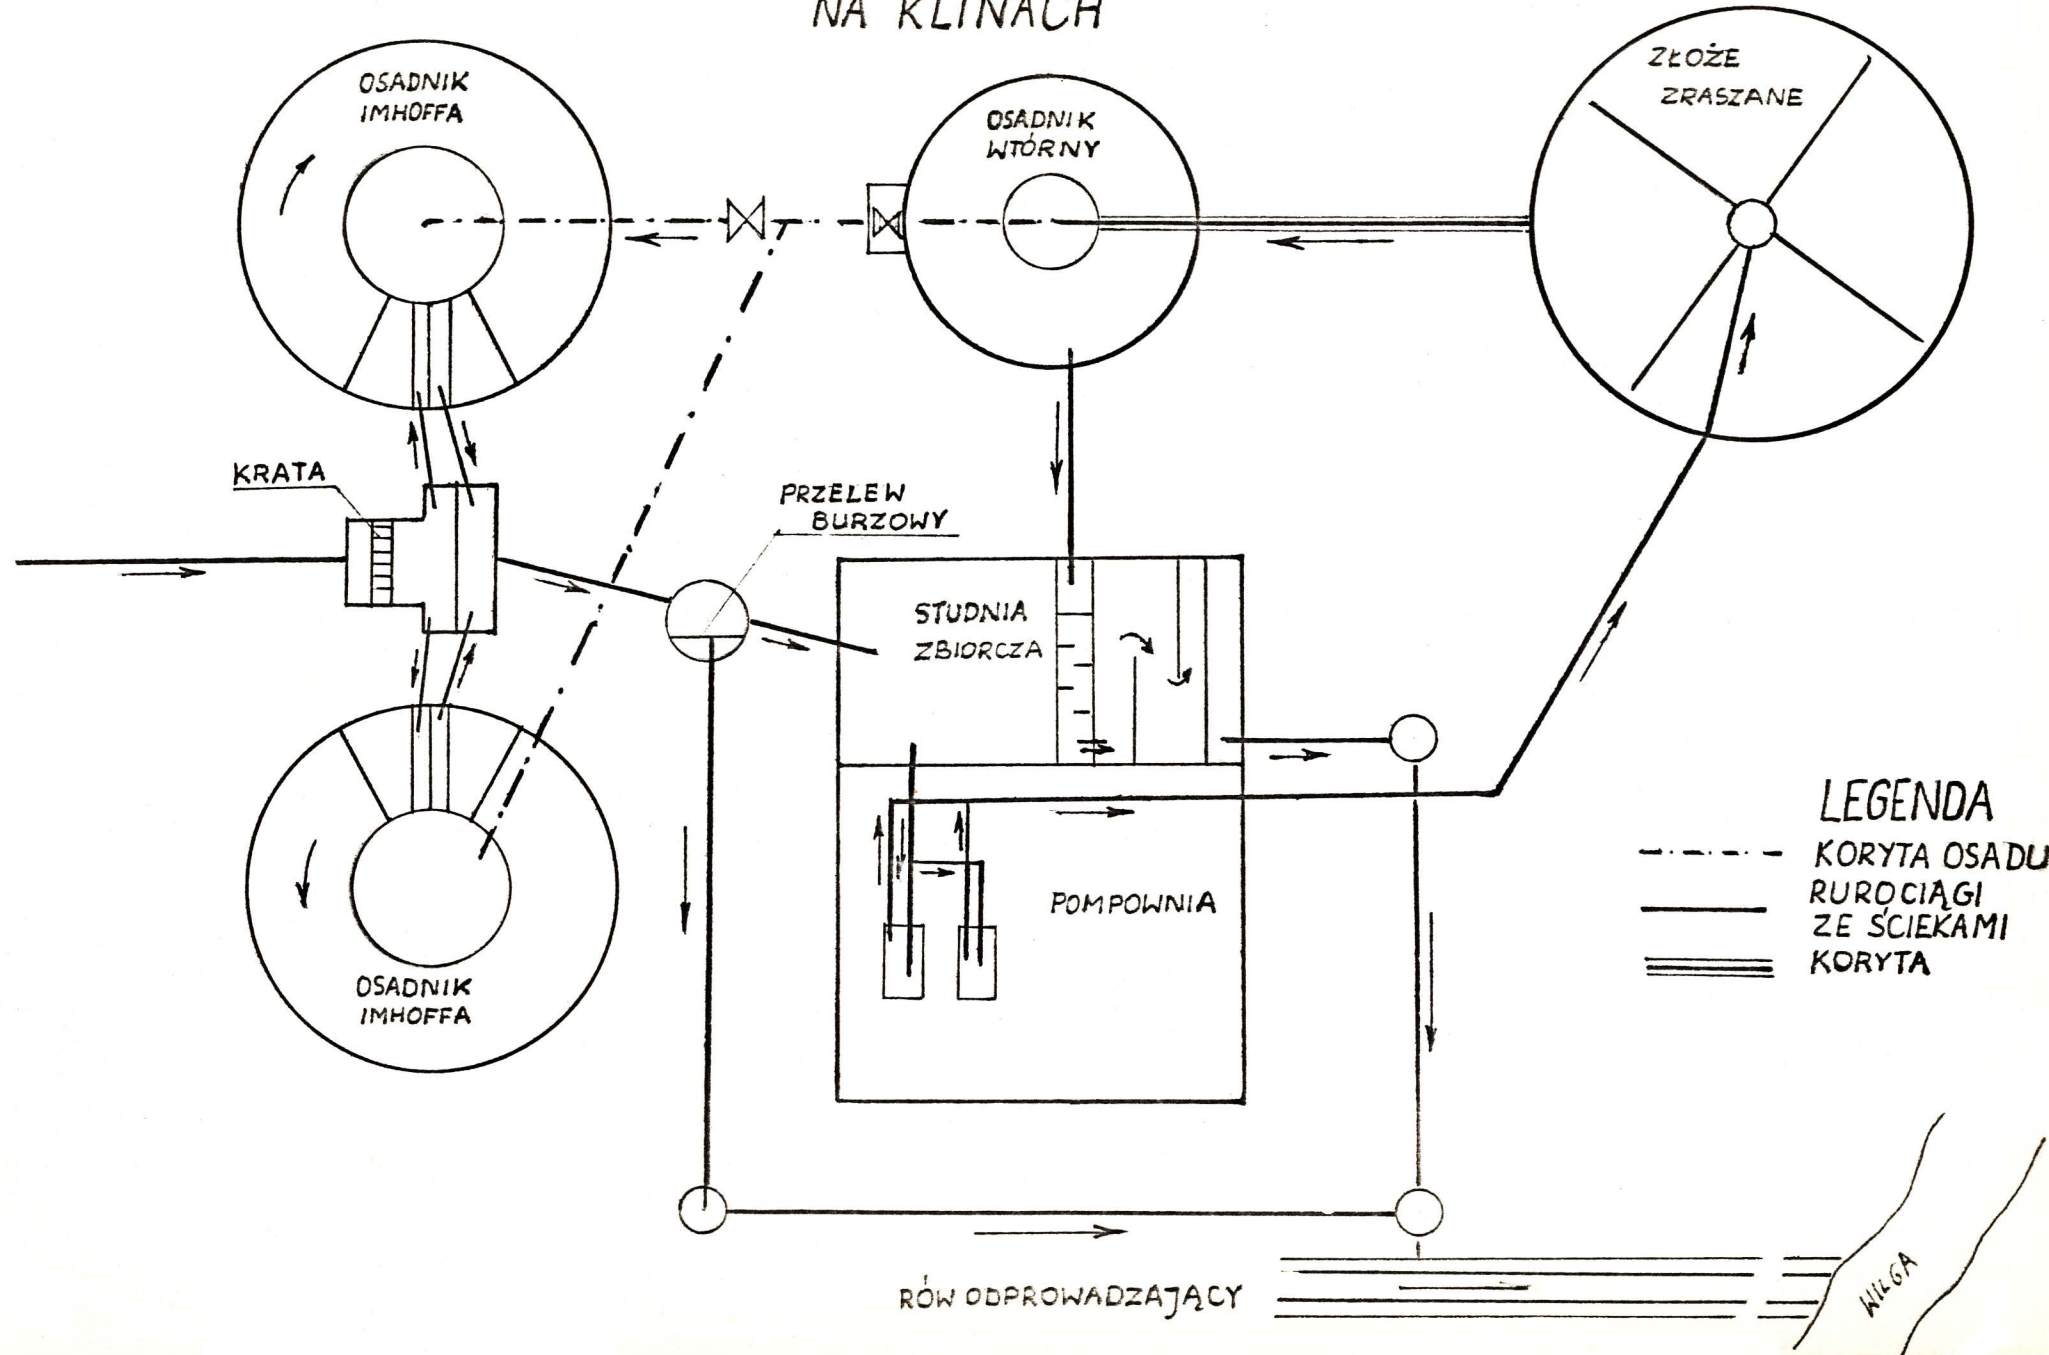 NA KLINACH
OSADNIK
IMHOFFA
OSADNIK
WTÓRNY
ZŁOŻE
ZRASZANE
KRATA
PRZELEW
BURZOWY
STUDNIA
ZBIORCZA
POMPOWNIA
OSADNIK
IMHOFFA
LEGENDA
KORYTA OSADU
RUROCIĄGI
ZE ŚCIEKAMI
KORYTA
RÓW ODPROWADZAJĄCY
WILGA